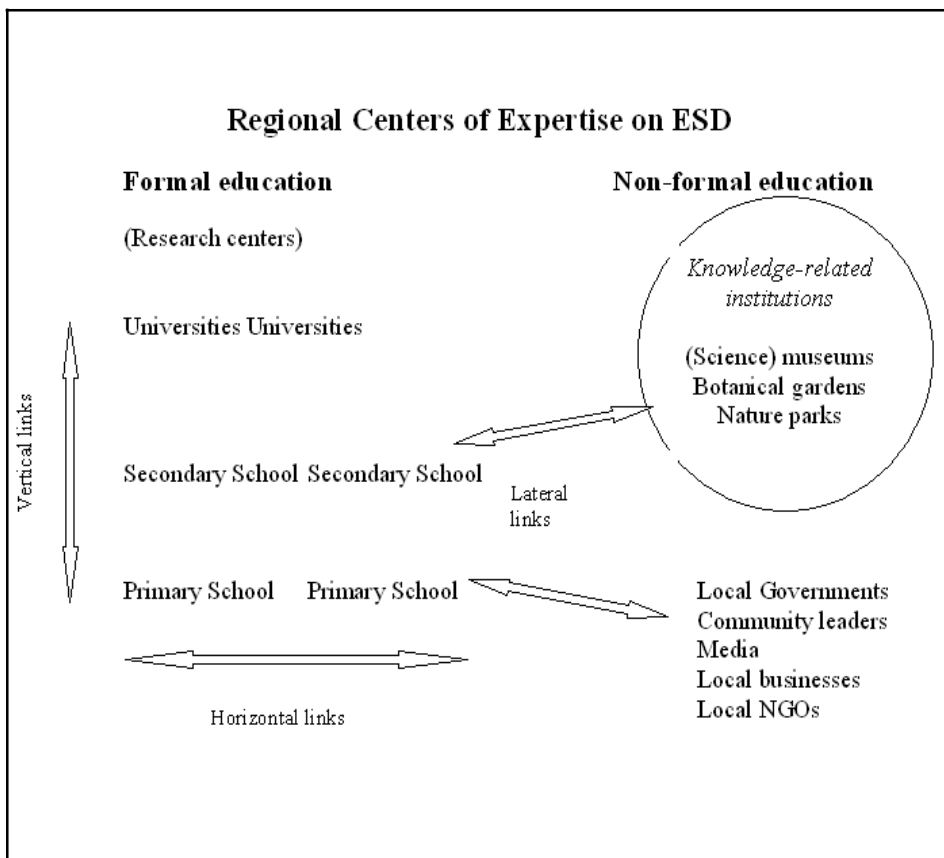 Regional Centers of Expertise on ESD
Formal education
Non-formal education
(Research centers)
Knowledge-related
institutions
Universities Universities
(Science) museums
Botanical gardens
Nature parks
Vertical links
Secondary School Secondary School
Lateral
links
Primary School Primary School
Local Governments
Community leaders
Media
Local businesses
Local NGOs
Horizontal links